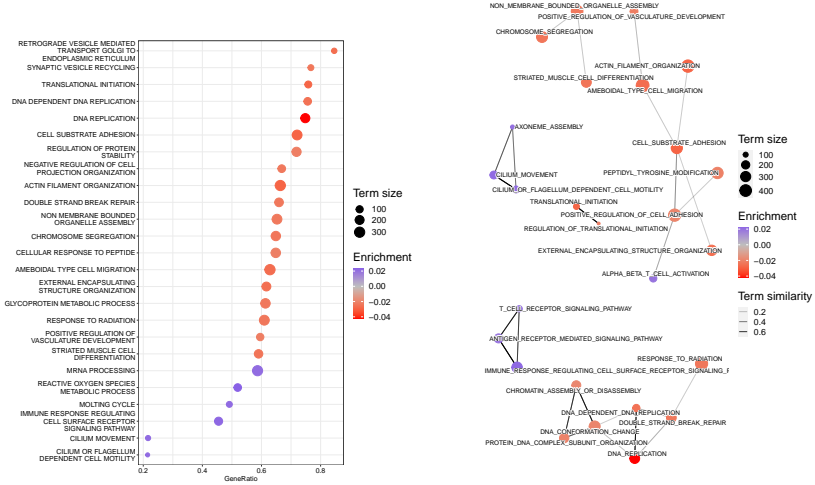 RETROGRADE VESICLE MEDIATED
TRANSPORT GOLGI TO
ENDOPLASMIC RETICULUM
SYNAPTIC VESICLE RECYCLING
TRANSLATIONAL INITIATION
DNA DEPENDENT DNA REPLICATION
DNA REPLICATION
CELL SUBSTRATE ADHESION
REGULATION OF PROTEIN
STABILITY
NEGATIVE REGULATION OF CELL
PROJECTION ORGANIZATION
ACTIN FILAMENT ORGANIZATION
DOUBLE STRAND BREAK REPAIR
NON MEMBRANE BOUNDED
ORGANELLE ASSEMBLY
CHROMOSOME SEGREGATION
CELLULAR RESPONSE TO PEPTIDE
AMEBOIDAL TYPE CELL MIGRATION
EXTERNAL ENCAPSULATING
STRUCTURE ORGANIZATION
GLYCOPROTEIN METABOLIC PROCESS
RESPONSE TO RADIATION
POSITIVE REGULATION OF
VASCULATURE DEVELOPMENT
STRIATED MUSCLE CELL
DIFFERENTIATION
MRNA PROCESSING
REACTIVE OXYGEN SPECIES
METABOLIC PROCESS
MOLTING CYCLE
IMMUNE RESPONSE REGULATING
CELL SURFACE RECEPTOR
SIGNALING PATHWAY
CILIUM MOVEMENT
CILIUM OR FLAGELLUM
DEPENDENT CELL MOTILITY
0.2 0.4 0.6 0.8
GeneRatio
Term size
100
200
300
Enrichment
0.02
0.00
−0.02
−0.04
NON_MEMBRANE_BOUNDED_ORGANELLE_ASSEMBLY
POSITIVE_REGULATION_OF_VASCULATURE_DEVELOPMENT
CHROMOSOME_SEGREGATION
ACTIN_FILAMENT_ORGANIZATION
STRIATED_MUSCLE_CELL_DIFFERENTIATION
AMEBOIDAL_TYPE_CELL_MIGRATION
AXONEME_ASSEMBLY
CELL_SUBSTRATE_ADHESION
CILIUM_MOVEMENT
PEPTIDYL_TYROSINE_MODIFICATION
CILIUM_OR_FLAGELLUM_DEPENDENT_CELL_MOTILITY
TRANSLATIONAL_INITIATION
POSITIVE_REGULATION_OF_CELL_ADHESION
REGULATION_OF_TRANSLATIONAL_INITIATION
EXTERNAL_ENCAPSULATING_STRUCTURE_ORGANIZATION
ALPHA_BETA_T_CELL_ACTIVATION
T_CELL_RECEPTOR_SIGNALING_PATHWAY
ANTIGEN_RECEPTOR_MEDIATED_SIGNALING_PATHWAY
RESPONSE_TO_RADIATION
IMMUNE_RESPONSE_REGULATING_CELL_SURFACE_RECEPTOR_SIGNALING_F
CHROMATIN_ASSEMBLY_OR_DISASSEMBLY
DNA_DEPENDENT_DNA_REPLICATION
DOUBLE_STRAND_BREAK_REPAIR
DNA_CONFORMATION_CHANGE
PROTEIN_DNA_COMPLEX_SUBUNIT_ORGANIZATION
DNA_REPLICATION
Term size
100
200
300
400
Enrichment
0.02
0.00
−0.02
−0.04
Term similarity
0.2
0.4
0.6